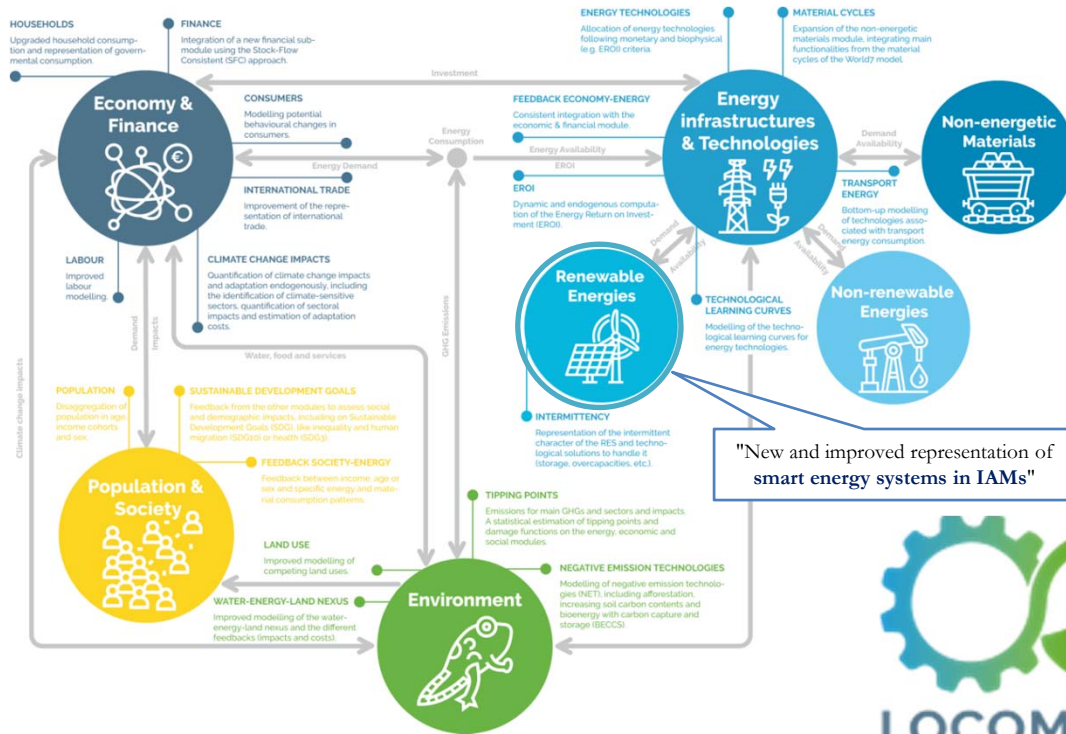 HOUSEHOLDS
Upgraded household consump-
tion and representation of govern-
mental consumption.
FINANCE
Integration of a new financial sub-
module using the Stock-Flow
Consistent (SFC) approach.
ENERGY TECHNOLOGIES
Allocation of energy technologies
following monetary and biophysical
(e.g. EROI) criteria.
MATERIAL CYCLES
Expansion of the non-energetic
materials module, integrating main
functionalities from the material
cycles of the World7 model.
Investment
Economy &
Finance
CONSUMERS
Modelling potential
behavioural changes in
consumers.
Energy Demand
INTERNATIONAL TRADE
Improvement of the repre-
sentation of international
trade.
Energy
Consumption
FEEDBACK ECONOMY-ENERGY
Consistent integration with the
economic & financial module.
Energy Availability
EROI
EROI
Dynamic and endogenous computa-
tion of the Energy Return on Invest-
ment (EROI).
Energy
infrastructures
& Technologies
Demand
Availability
Non-energetic
Materials
TRANSPORT
ENERGY
Bottom-up modelling
of technologies asso-
ciated with transport
energy consumption.
LABOUR
Improved
labour
modelling.
CLIMATE CHANGE IMPACTS
Quantification of climate change impacts
and adaptation endogenously, including
the identification of climate-sensitive
sectors, quantification of sectoral
impacts and estimation of adaptation
costs.
Demand
Availability
Demand
Availability
Renewable
Energies
TECHNOLOGICAL
LEARNING CURVES
Modelling of the techno-
logical learning curves for
energy technologies.
Non-renewable
Energies
Demand
Impacts
Water, food and services
GHG Emissions
Climate change impacts
INTERMITTENCY
Representation of the intermittent
character of the RES and techno-
logical solutions to handle it
(storage, overcapacities, etc.).
"New and improved representation of
smart energy systems in IAMs"
POPULATION
Disaggregation of
population in age,
income cohorts
and sex.
SUSTAINABLE DEVELOPMENT GOALS
Feedback from the other modules to assess social
and demographic impacts, including on Sustainable
Development Goals (SDG), like inequality and human
migration (SDG10) or health (SDG3).
FEEDBACK SOCIETY-ENERGY
Feedback between income, age or
sex and specific energy and mate-
rial consumption patterns.
Population &
Society
TIPPING POINTS
Emissions for main GHGs and sectors and impacts.
A statistical estimation of tipping points and
damage functions on the energy, economic and
social modules.
LAND USE
Improved modelling of
competing land uses.
WATER-ENERGY-LAND NEXUS
Improved modelling of the water-
energy-land nexus and the different
feedbacks (impacts and costs).
Environment
NEGATIVE EMISSION TECHNOLOGIES
Modelling of negative emission technolo-
gies (NET), including afforestation,
increasing soil carbon contents and
bioenergy with carbon capture and
storage (BECCS).
LOCOM